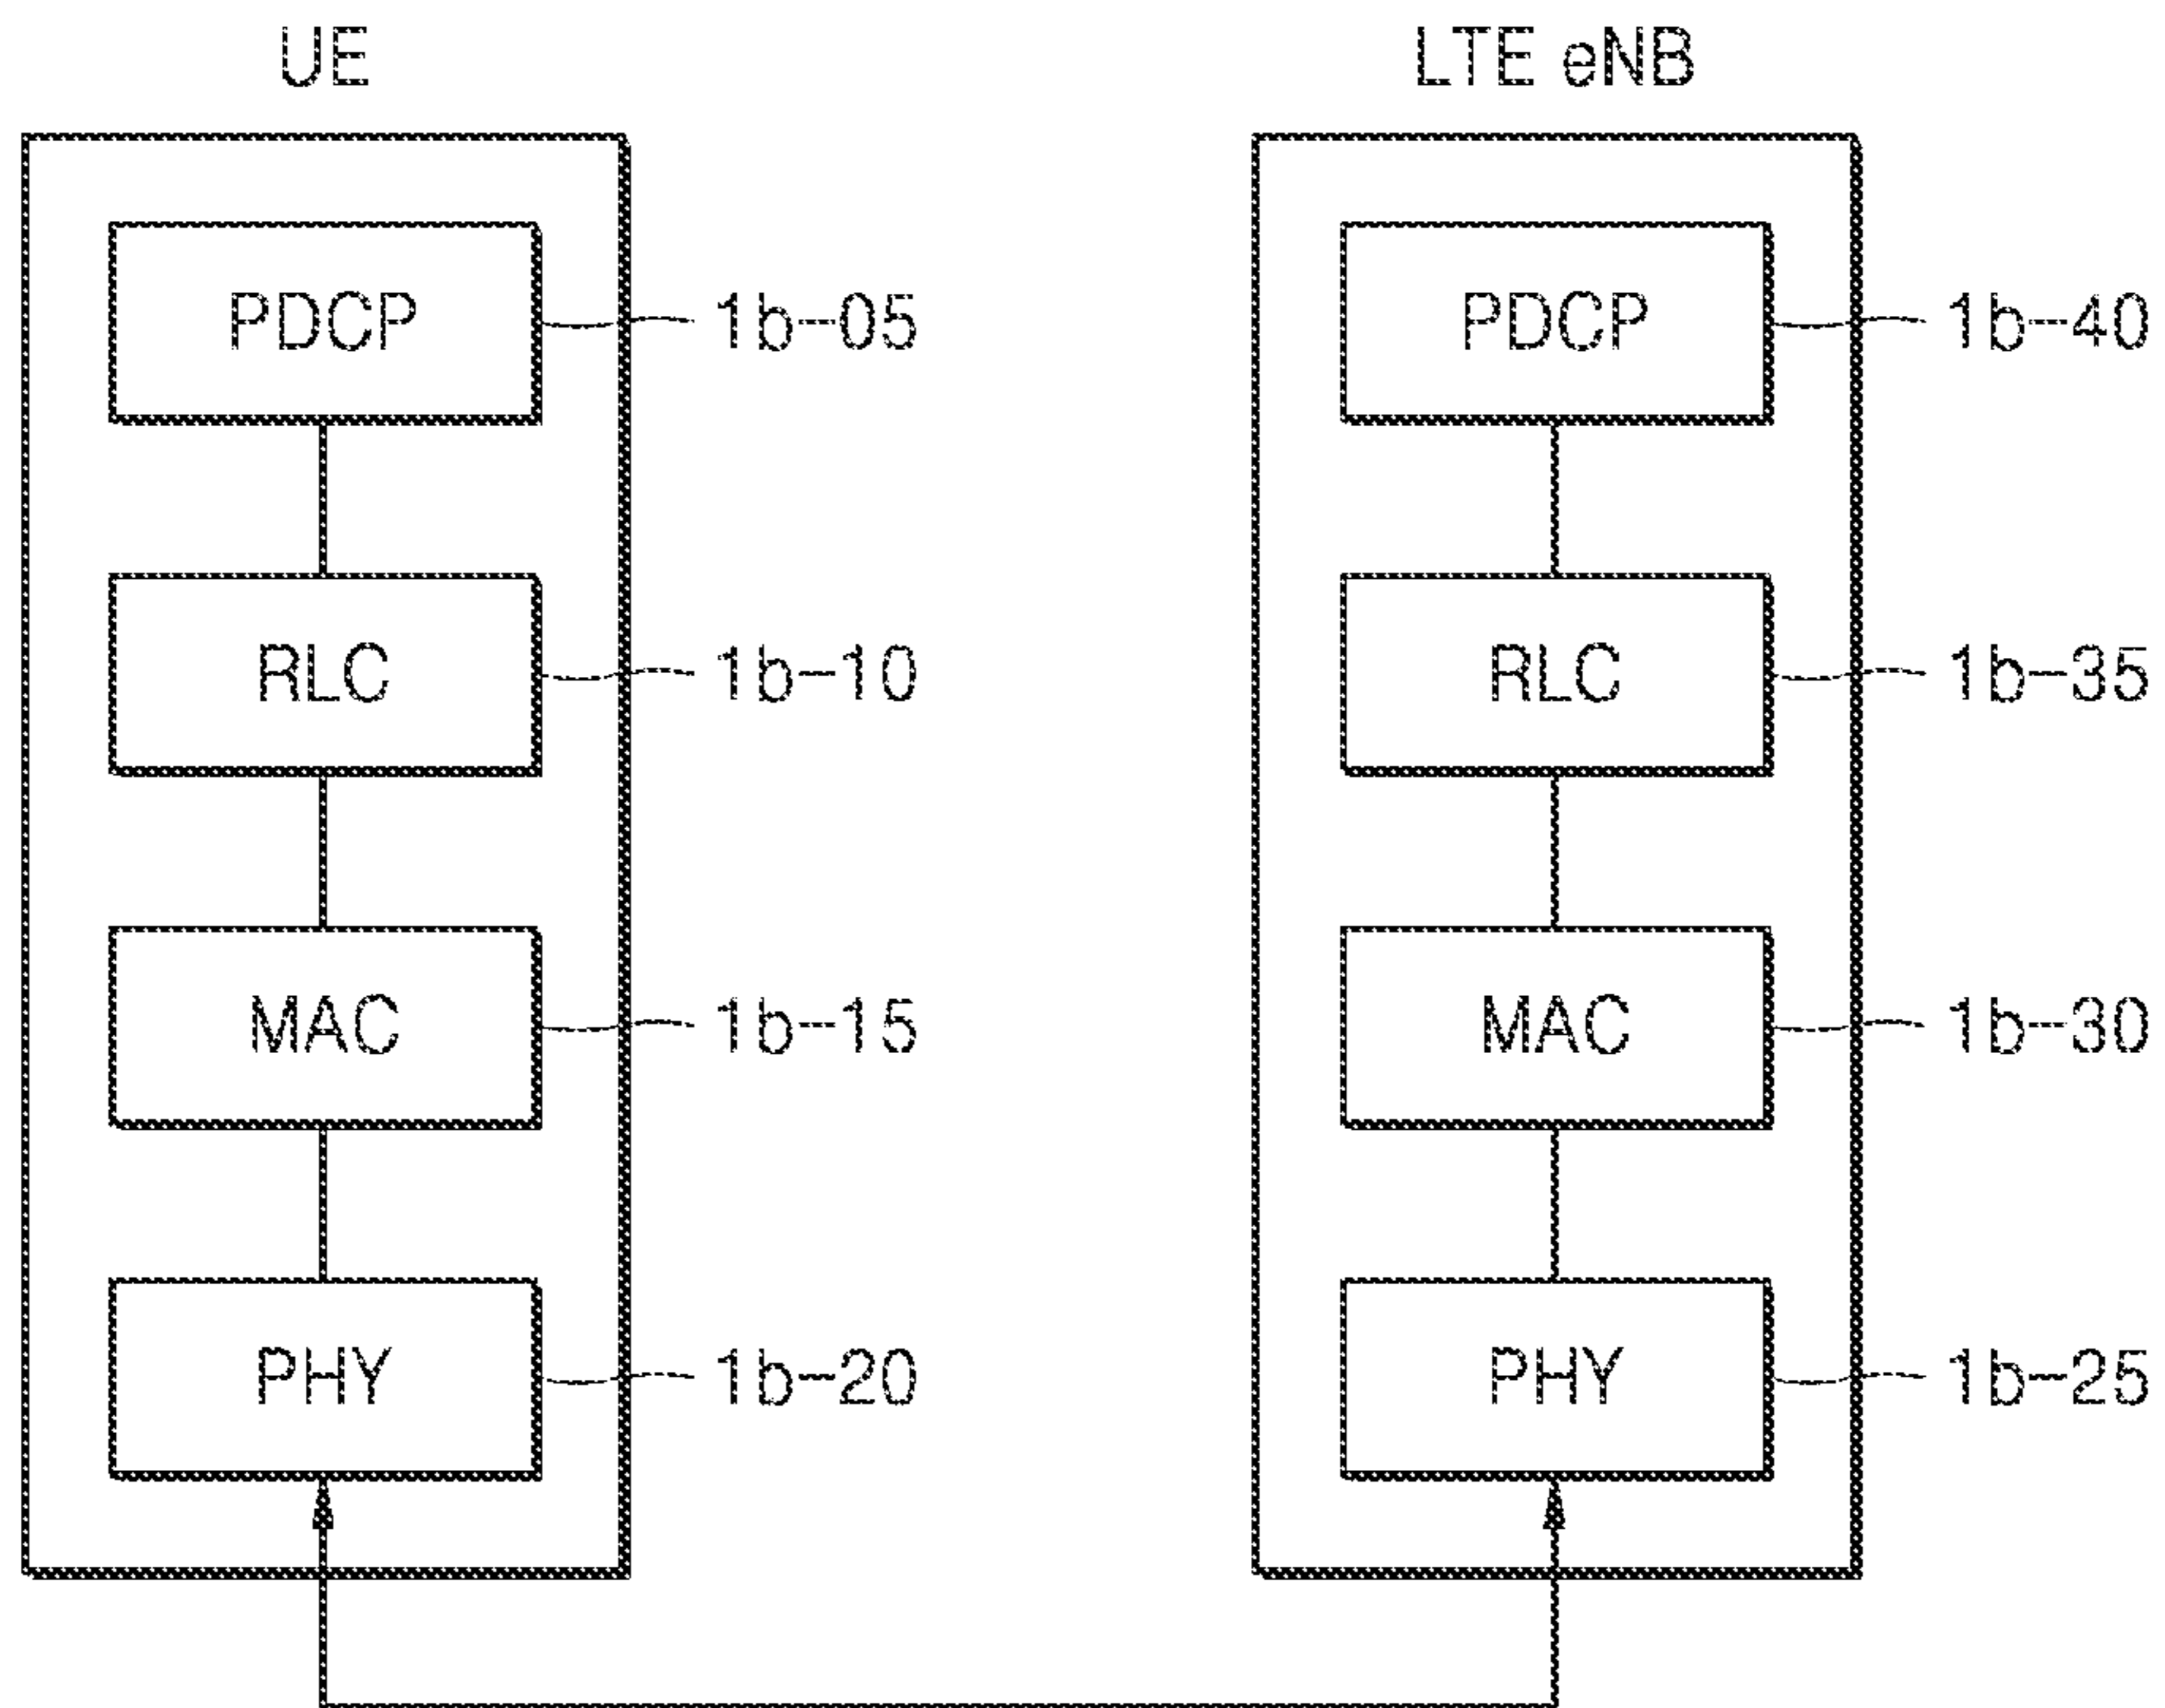 UE
LTE eNB
PDCP
1b-05
PDCP
1b-40
RLC
1b-10
RLC
1b-35
MAC
1b-15
MAC
1b-30
PHY
1b-20
PHY
1b-25